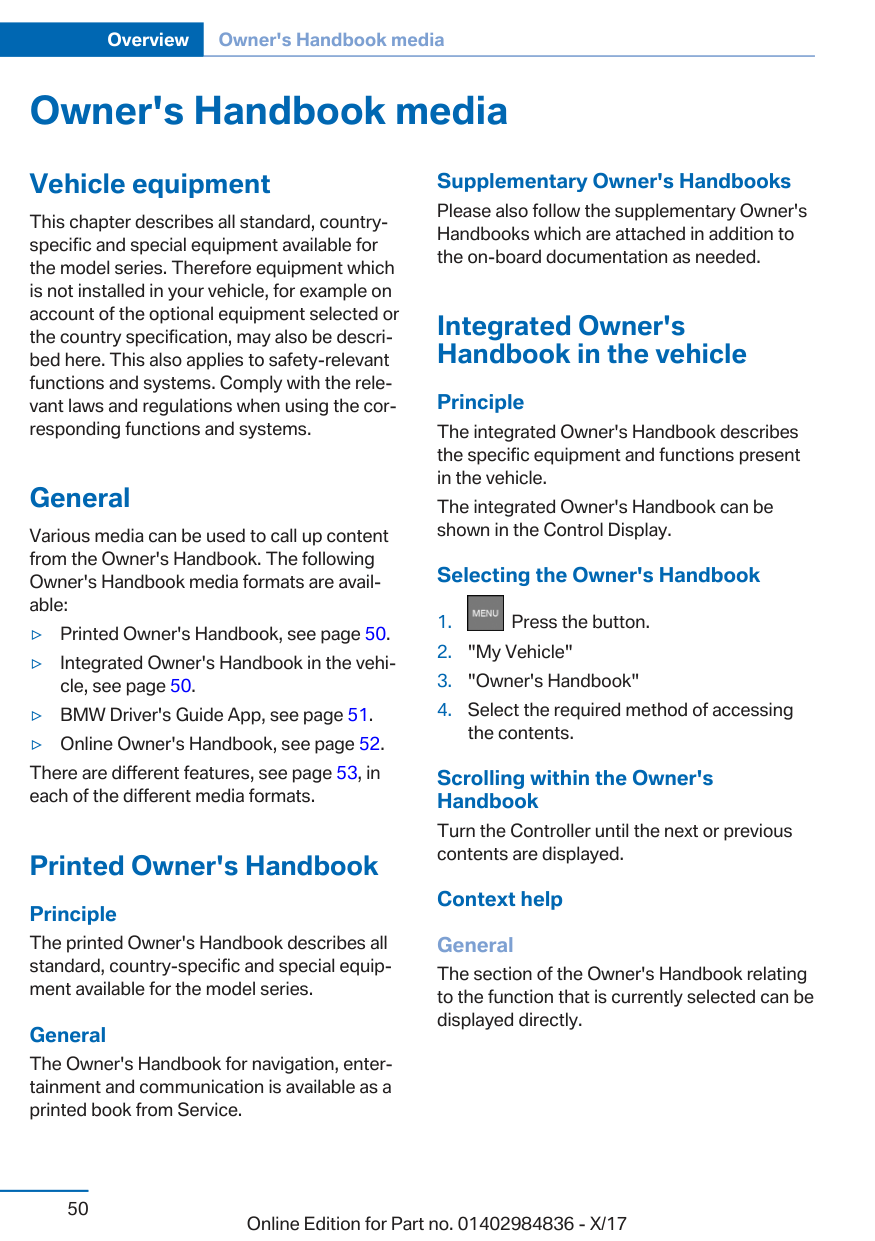 Overview Owner's Handbook media
Owner's Handbook media
Vehicle equipment
This chapter describes all standard, country-
specific and special equipment available for
the model series. Therefore equipment which
is not installed in your vehicle, for example on
account of the optional equipment selected or
the country specification, may also be descri-
bed here. This also applies to safety-relevant
functions and systems. Comply with the rele-
vant laws and regulations when using the cor-
responding functions and systems.
General
Various media can be used to call up content
from the Owner's Handbook. The following
Owner's Handbook media formats are avail-
able:
▷ Printed Owner's Handbook, see page 50.
▷ Integrated Owner's Handbook in the vehi-
cle, see page 50.
▷ BMW Driver's Guide App, see page 51.
▷ Online Owner's Handbook, see page 52.
There are different features, see page 53, in
each of the different media formats.
Printed Owner's Handbook
Principle
The printed Owner's Handbook describes all
standard, country-specific and special equip-
ment available for the model series.
General
The Owner's Handbook for navigation, enter-
tainment and communication is available as a
printed book from Service.
Supplementary Owner's Handbooks
Please also follow the supplementary Owner's
Handbooks which are attached in addition to
the on-board documentation as needed.
Integrated Owner's
Handbook in the vehicle
Principle
The integrated Owner's Handbook describes
the specific equipment and functions present
in the vehicle.
The integrated Owner's Handbook can be
shown in the Control Display.
Selecting the Owner's Handbook
1. MENU Press the button.
2. "My Vehicle"
3. "Owner's Handbook"
4. Select the required method of accessing
the contents.
Scrolling within the Owner's
Handbook
Turn the Controller until the next or previous
contents are displayed.
Context help
General
The section of the Owner's Handbook relating
to the function that is currently selected can be
displayed directly.
50
Online Edition for Part no. 01402984836 - X/17